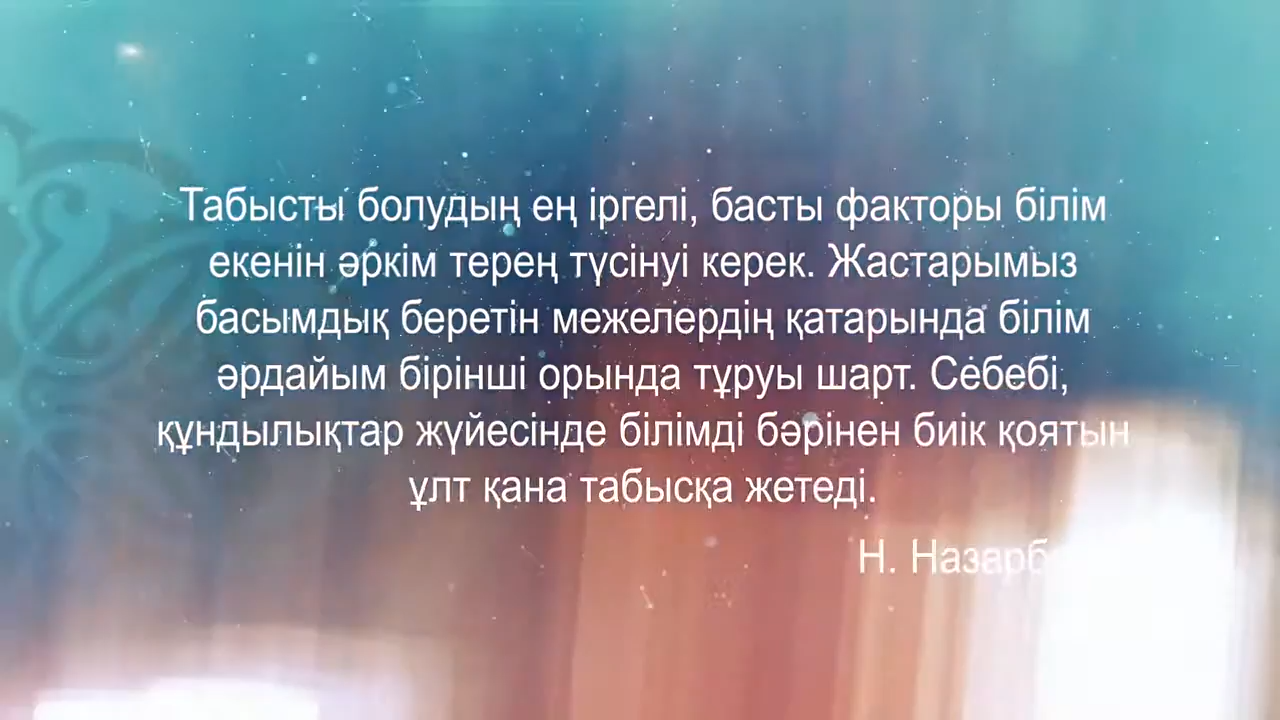 Табысты болудың ең іргелі, басты факторы білім
екенін әркім терең түсінуі керек. Жастарымыз
басымдық беретін межелердің қатарында білім
әрдайым бірінші орында тұруы шарт. Себебі,
құндылықтар жүйесінде білімді бәрінен биік қоятын
ұлт қана табысқа жетеді.
Н.